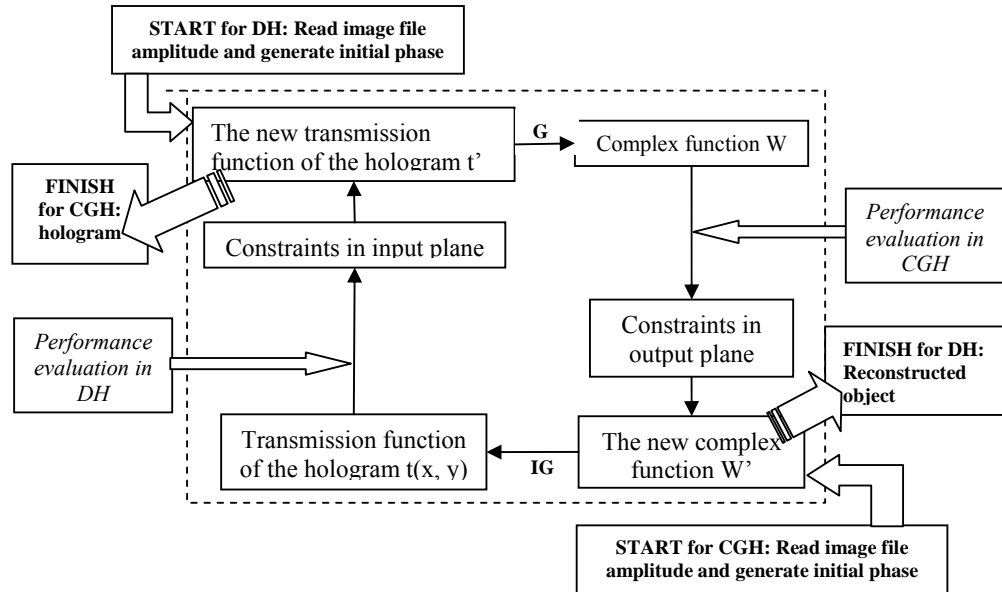 START for DH: Read image file
amplitude and generate initial phase
The new transmission
function of the hologram t’
G
Complex function W
FINISH
for CGH:
hologram
Constraints in input plane
Performance
evaluation in
CGH
Performance
evaluation in
DH
Constraints in
output plane
FINISH for DH:
Reconstructed
object
Transmission function
of the hologram t(x, y)
IG
The new complex
function W’
START for CGH: Read image file
amplitude and generate initial phase